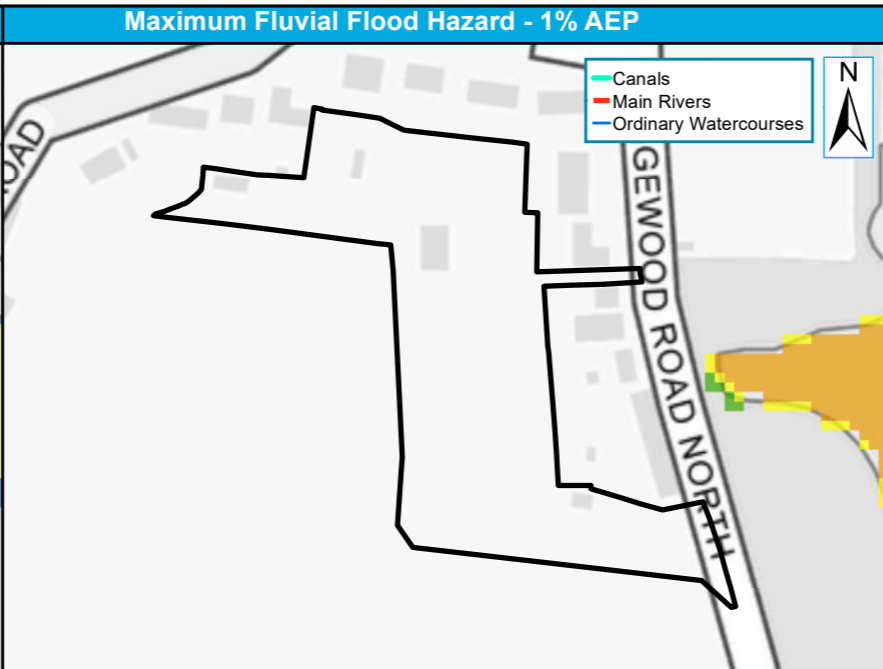 Maximum Fluvial Flood Hazard - 1% AEP
Canals
Main Rivers
Ordinary Watercourses
N
OAD
GEWOOD ROAD NORTH